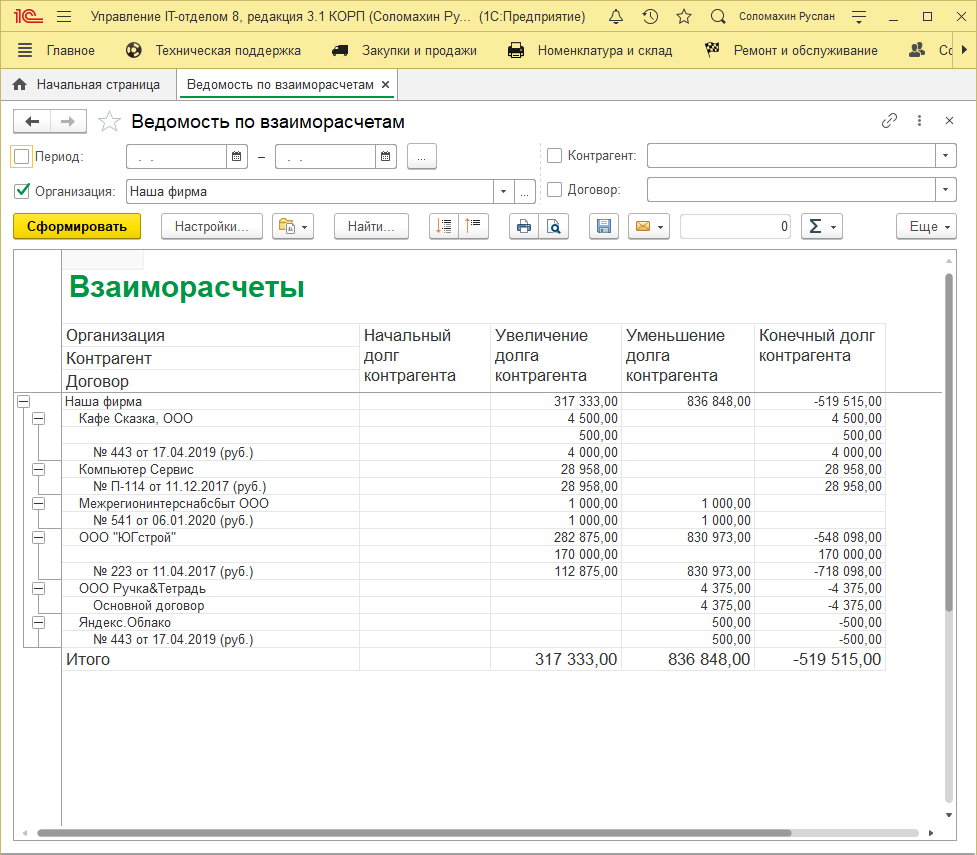 1С Управление IT-отделом 8, редакция 3.1 КОРП (Соломахин Ру... (1С:Предприятие) Соломахин Руслан
Главное Техническая поддержка Закупки и продажи Номенклатура и склад Ремонт и обслуживание Сс
Начальная страница Ведомость по взаиморасчетам ×
Ведомость по взаиморасчетам
Период: . . – . . ... Контрагент:
Организация: Наша фирма ... Договор:
Сформировать Настройки... Найти... 0 Σ Еще
Взаиморасчеты
Организация Начальный Увеличение Уменьшение Конечный долг
Контрагент долг долга долга контрагента
Договор контрагента контрагента контрагента
Наша фирма 317 333,00 836 848,00 -519 515,00
Кафе Сказка, ООО 4 500,00 4 500,00
500,00 500,00
№ 443 от 17.04.2019 (руб.) 4 000,00 4 000,00
Компьютер Сервис 28 958,00 28 958,00
№ П-114 от 11.12.2017 (руб.) 28 958,00 28 958,00
Межрегионинтерснабсбыт ООО 1 000,00 1 000,00
№ 541 от 06.01.2020 (руб.) 1 000,00 1 000,00
ООО "ЮГстрой" 282 875,00 830 973,00 -548 098,00
170 000,00 170 000,00
№ 223 от 11.04.2017 (руб.) 112 875,00 830 973,00 -718 098,00
ООО Ручка&Тетрадь 4 375,00 -4 375,00
Основной договор 4 375,00 -4 375,00
Яндекс.Облако 500,00 -500,00
№ 443 от 17.04.2019 (руб.) 500,00 -500,00
Итого 317 333,00 836 848,00 -519 515,00